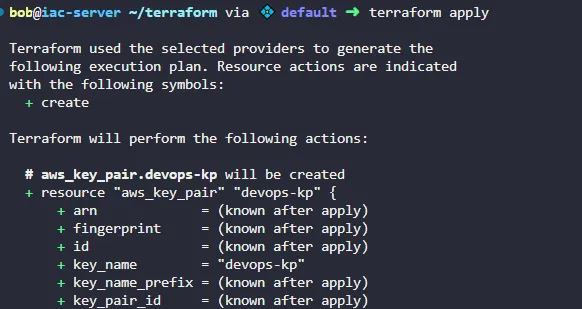 bob@iac-server ~/terraform via 💠 default ➜ terraform apply
Terraform used the selected providers to generate the
following execution plan. Resource actions are indicated
with the following symbols:
+ create
Terraform will perform the following actions:
# aws_key_pair.devops-kp will be created
+ resource "aws_key_pair" "devops-kp" {
+ arn = (known after apply)
+ fingerprint = (known after apply)
+ id = (known after apply)
+ key_name = "devops-kp"
+ key_name_prefix = (known after apply)
+ key_pair_id = (known after apply)